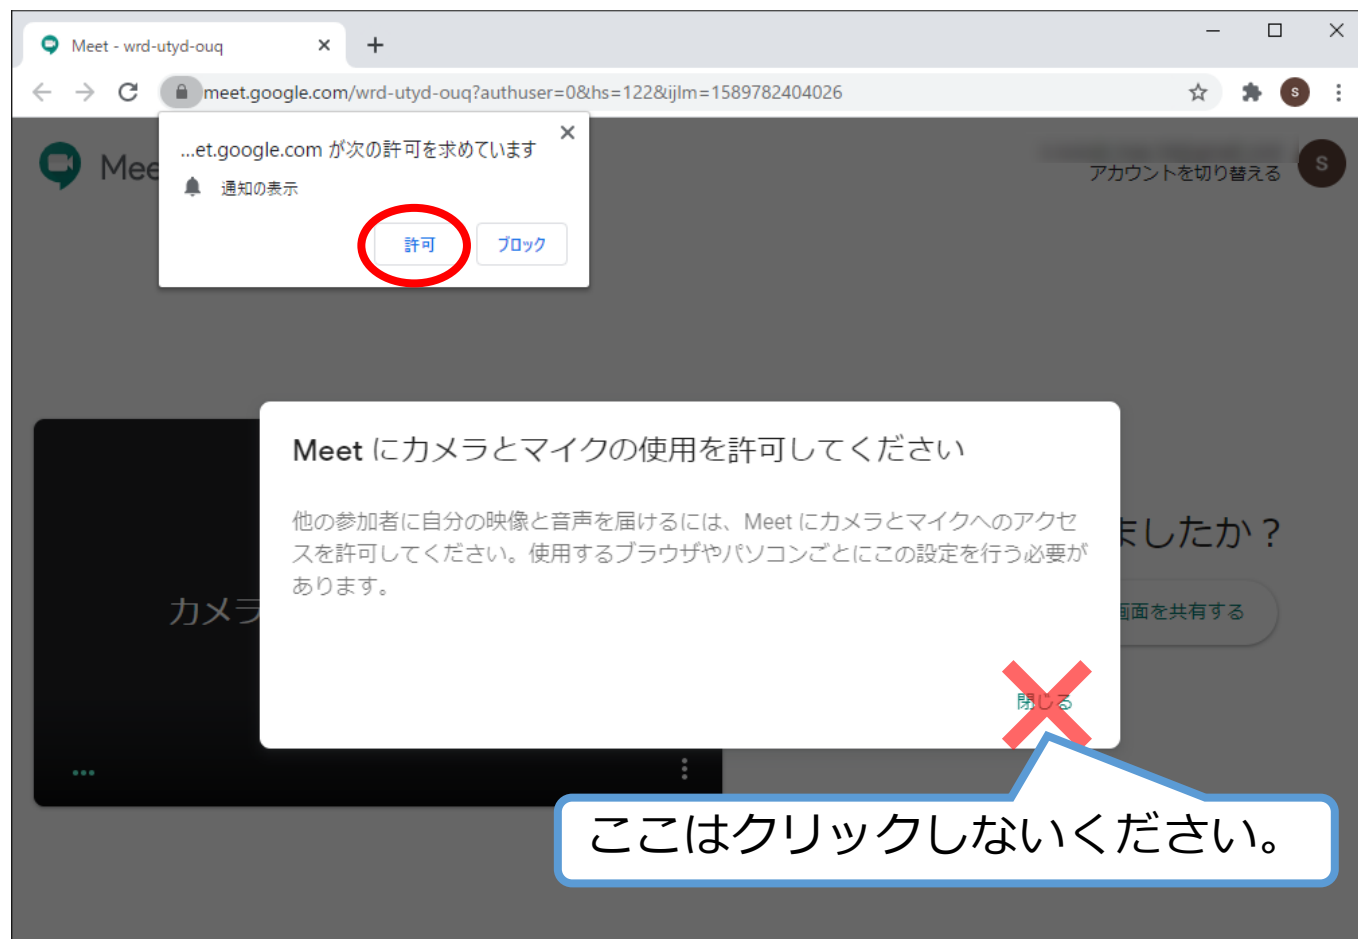 Meet - wrd-utyd-ouq
meet.google.com/wrd-utyd-ouq?authuser=0&hs=122&ijlm=1589782404026
S
...et.google.com が次の許可を求めています
通知の表示
許可
ブロック
Mee
アカウントを切り替える
S
Meet にカメラとマイクの使用を許可してください
他の参加者に自分の映像と音声を届けるには、Meet にカメラとマイクへのアクセ
スを許可してください。使用するブラウザやパソコンごとにこの設定を行う必要が
あります。
閉じる
カメラ
ましたか？
画面を共有する
ここはクリックしないください。